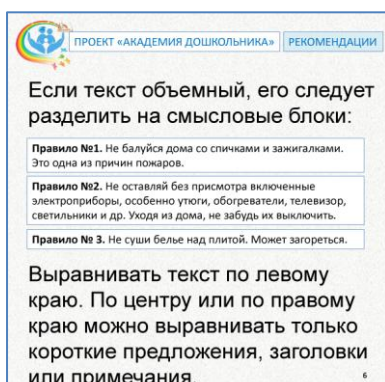 ПРОЕКТ «АКАДЕМИЯ ДОШКОЛЬНИКА» РЕКОМЕНДАЦИИ
Если текст объемный, его следует
разделить на смысловые блоки:
Правило №1. Не балуйся дома со спичками и зажигалками.
Это одна из причин пожаров.
Правило №2. Не оставляй без присмотра включенные
электроприборы, особенно утюги, обогреватели, телевизор,
светильники и др. Уходя из дома, не забудь их выключить.
Правило № 3. Не суши белье над плитой. Может загореться.
Выравнивать текст по левому
краю. По центру или по правому
краю можно выравнивать только
короткие предложения, заголовки
или примечания
6